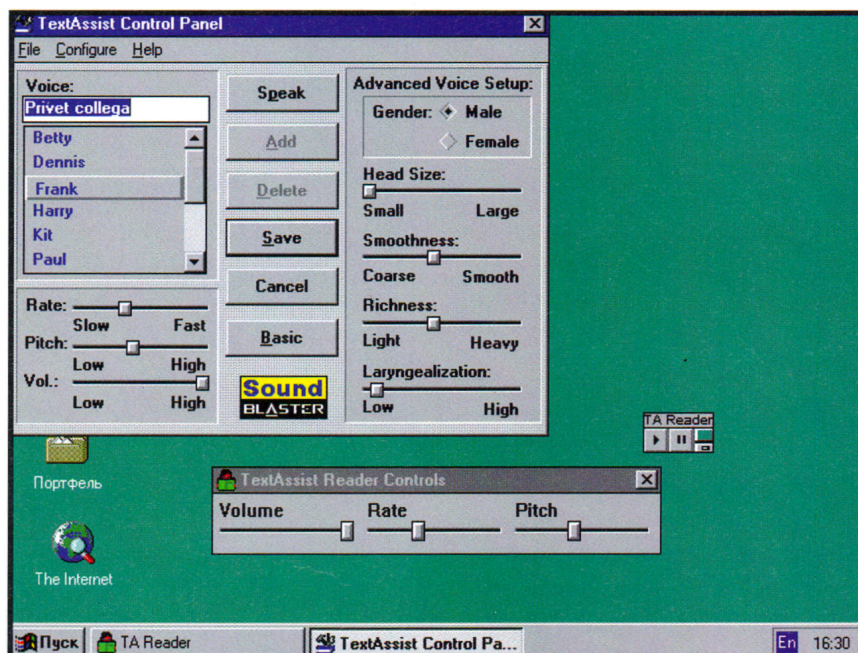 TextAssist Control Panel
File Configure Help
Voice:
Privet collega
Betty
Dennis
Frank
Harry
Kit
Paul
Rate:
Slow Fast
Pitch:
Low High
Vol.:
Low High
Speak
Add
Delete
Save
Cancel
Basic
Sound
BLASTER
Advanced Voice Setup:
Gender: Male
Female
Head Size:
Small Large
Smoothness:
Coarse Smooth
Richness:
Light Heavy
Laryngealization:
Low High
TA Reader
Портфель
TextAssist Reader Controls
Volume Rate Pitch
The Internet
Пуск TA Reader TextAssist Control Pa... En 16:30